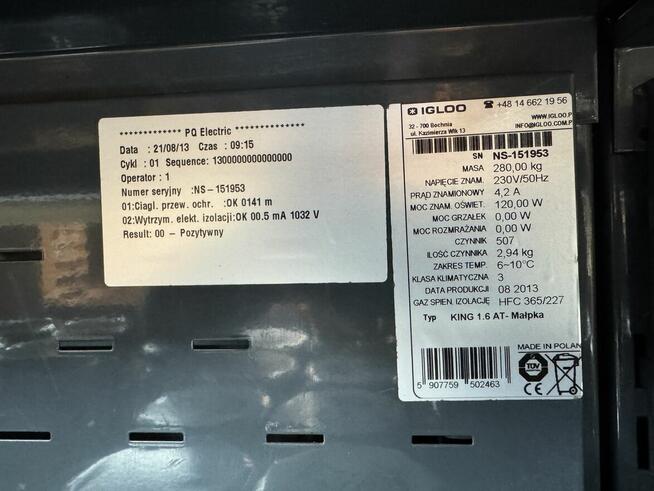 ************* PQ Electric **************
Data : 21/08/13 Czas : 09:15
Cykl : 01 Sequence: 1300000000000000
Operator : 1
Numer seryjny :NS-151953
01:Ciagl. przew. ochr. :OK 0141 m
02:Wytrzym. elekt. izolacji:OK 00.5 mA 1032 V
Result: 00 - Pozytywny
IGLOO
+48 14 662 19 56
32 - 700 Bochnia
ul. Kazimierza Wlk 13
WWW.IGLOO.P
INFO@IGLOO.COM.P
SN NS-151953
MASA 280,00 kg
NAPIĘCIE ZNAM. 230V/50Hz
PRĄD ZNAMIONOWY 4,2 A
MOC ZNAM. OŚWIET. 120,00 W
MOC GRZAŁEK 0,00 W
MOC ROZMRAŻANIA 0,00 W
CZYNNIK 507
ILOŚĆ CZYNNIKA 2,94 kg
ZAKRES TEMP. 6~10°C
KLASA KLIMATYCZNA 3
DATA PRODUKCJI 08 2013
GAZ SPIEN. IZOLACJĘ HFC 365/227
Typ KING 1.6 AT- Małpka
MADE IN POLAN
5 907759 502463
TÜV
CE